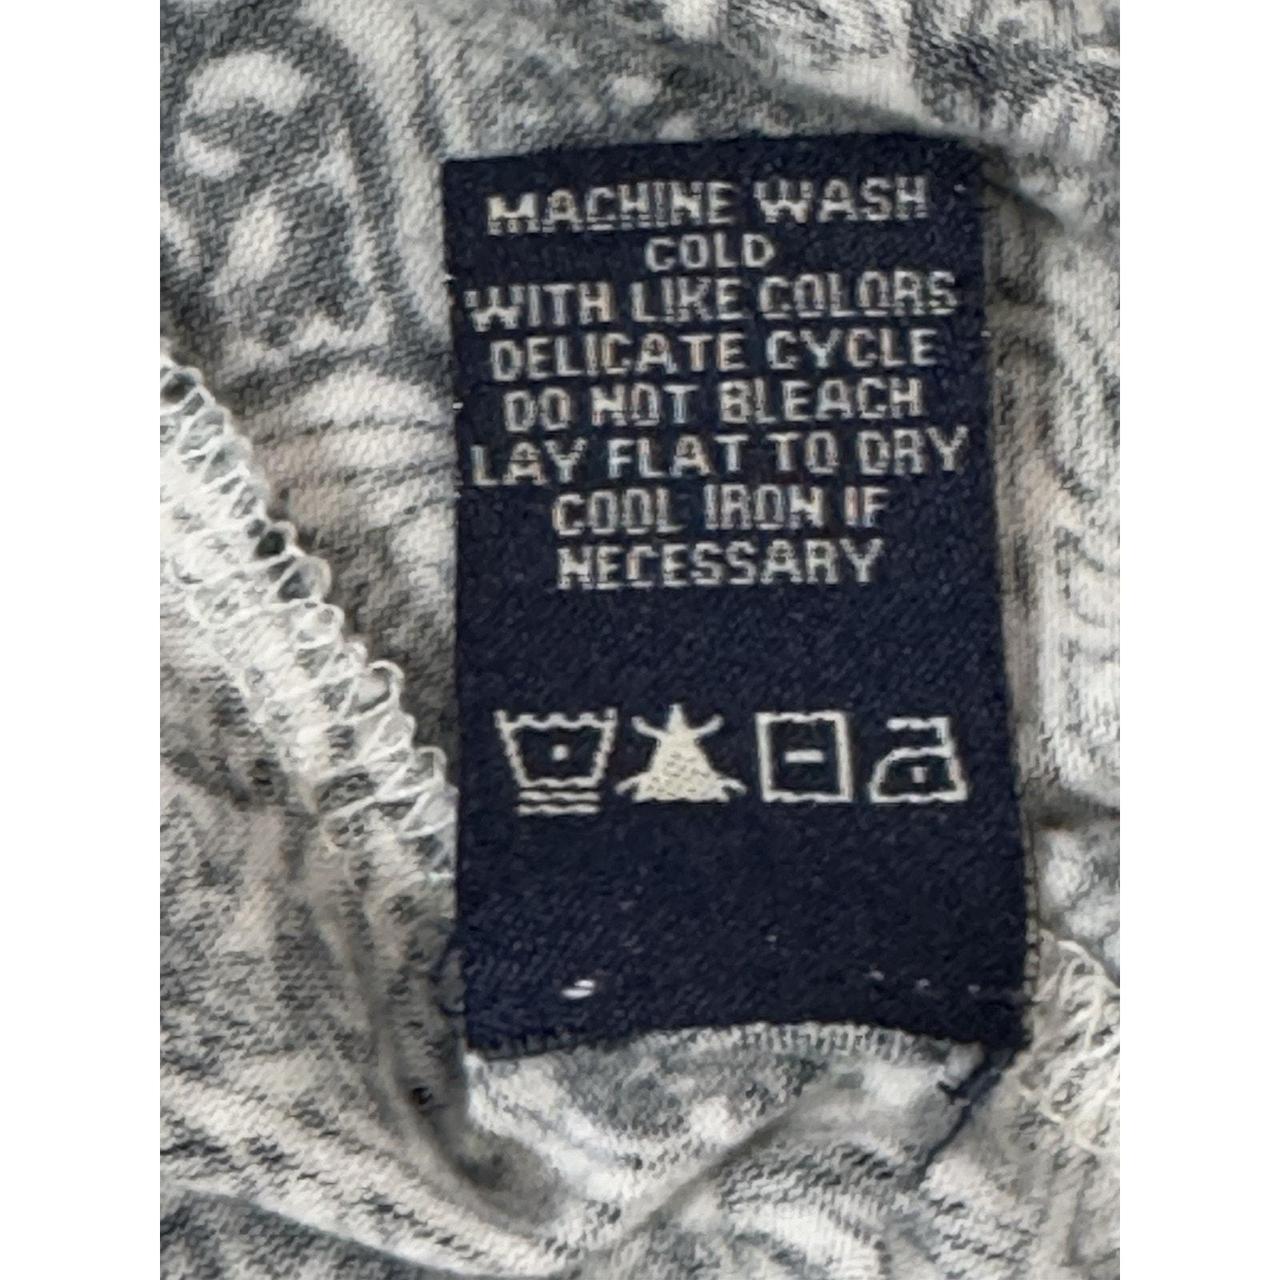 MACHINE WASH
COLD
WITH LIKE COLORS
DELICATE CYCLE
DO NOT BLEACH
LAY FLAT TO DRY
COOL IRON IF
NECESSARY